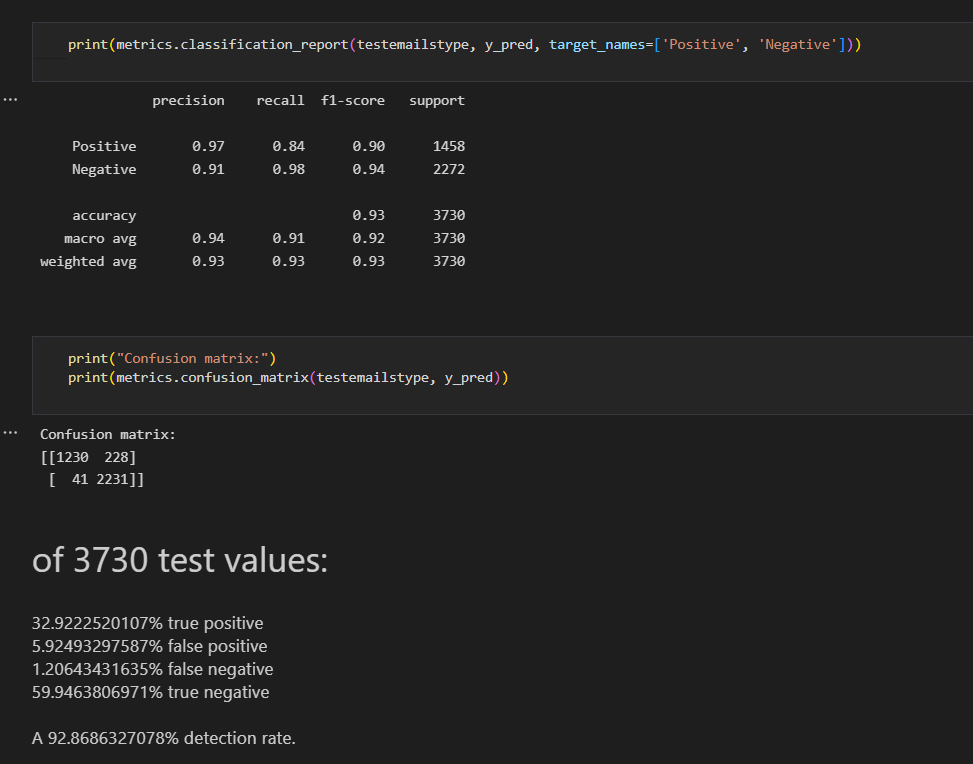 print(metrics.classification_report(testemailstype, y_pred, target_names=['Positive', 'Negative']))
...
precision recall f1-score support
Positive 0.97 0.84 0.90 1458
Negative 0.91 0.98 0.94 2272
accuracy 0.93 3730
macro avg 0.94 0.91 0.92 3730
weighted avg 0.93 0.93 0.93 3730
print("Confusion matrix:")
print(metrics.confusion_matrix(testemailstype, y_pred))
...
Confusion matrix:
[[1230 228]
[ 41 2231]]
of 3730 test values:
32.9222520107% true positive
5.92493297587% false positive
1.20643431635% false negative
59.9463806971% true negative
A 92.8686327078% detection rate.